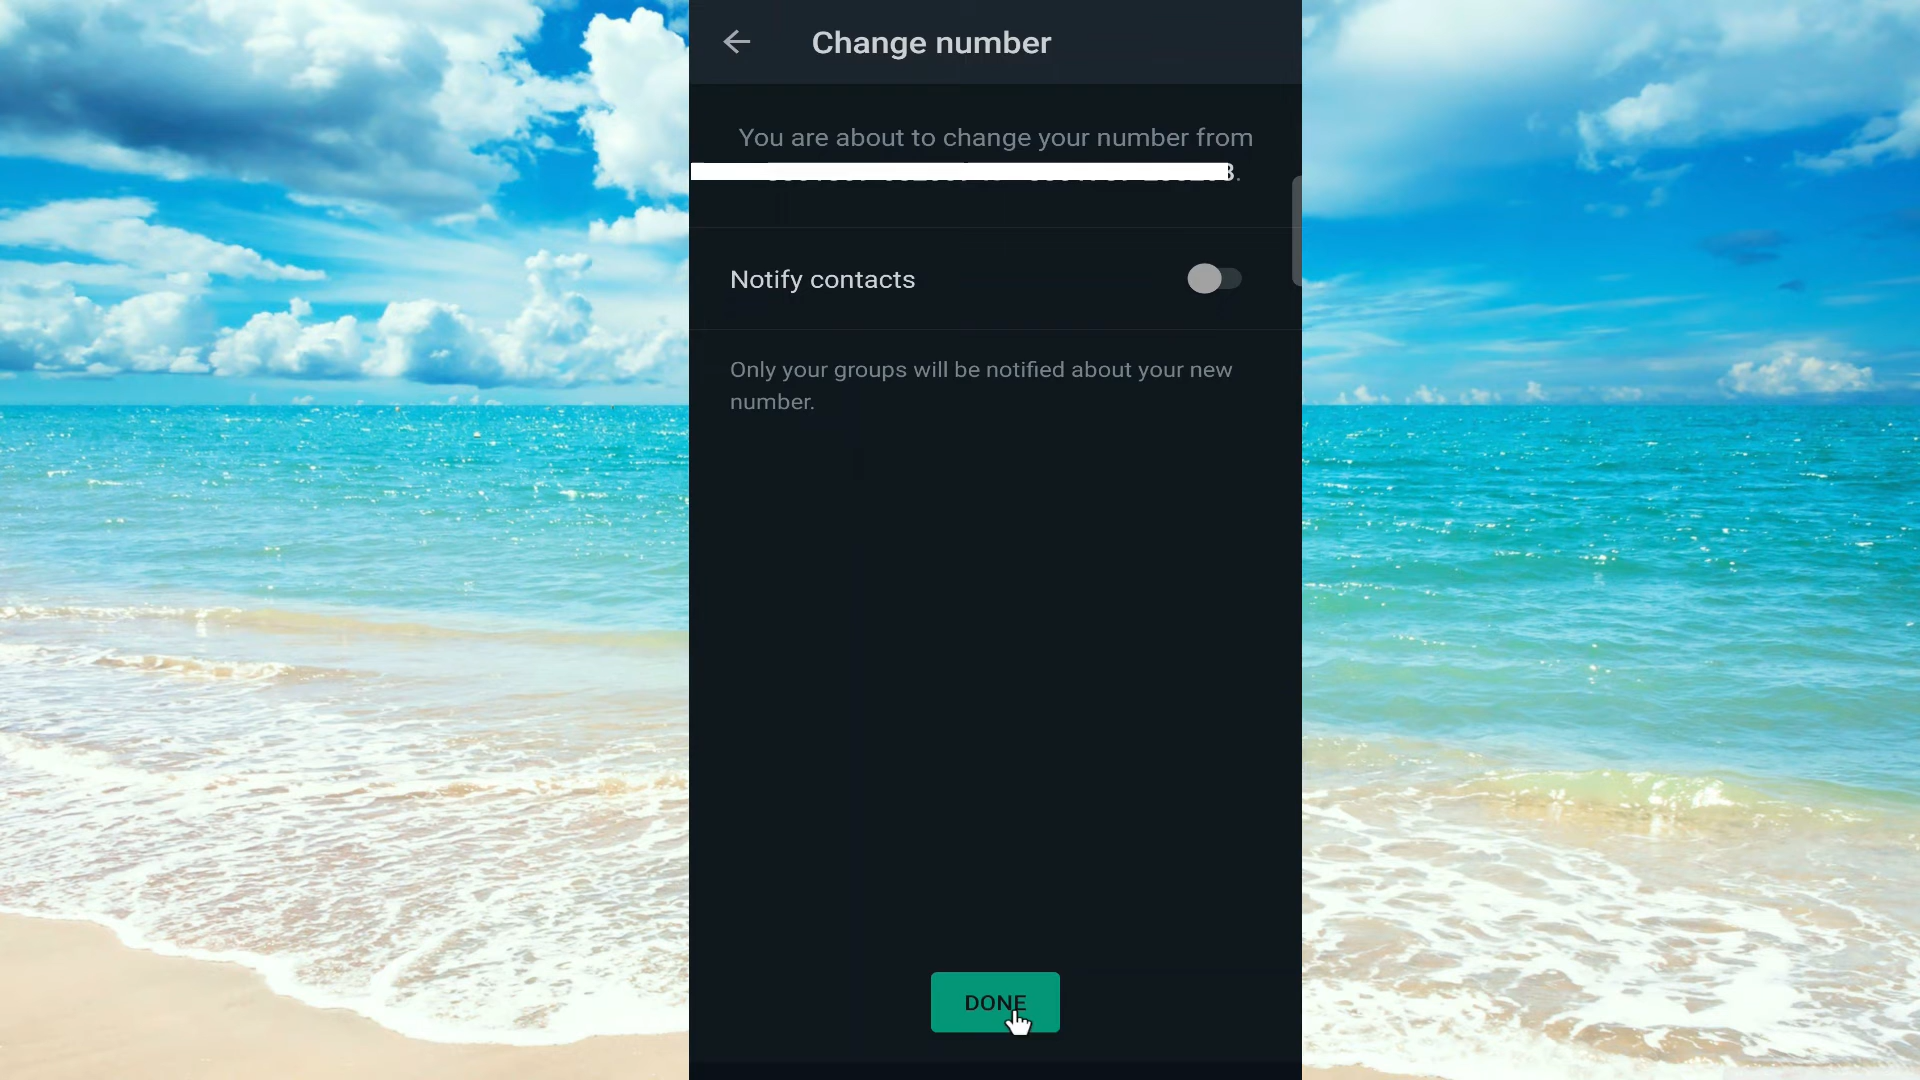 Change number
You are about to change your number from
Notify contacts
Only your groups will be notified about your new
number.
DONE